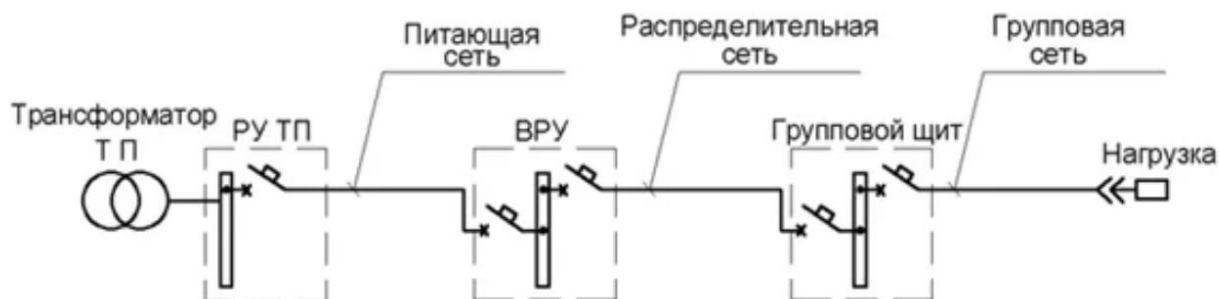 Питающая
сеть
Распределительная
сеть
Групповая
сеть
Трансформатор
Т П
РУ ТП
ВРУ
Групповой щит
Нагрузка